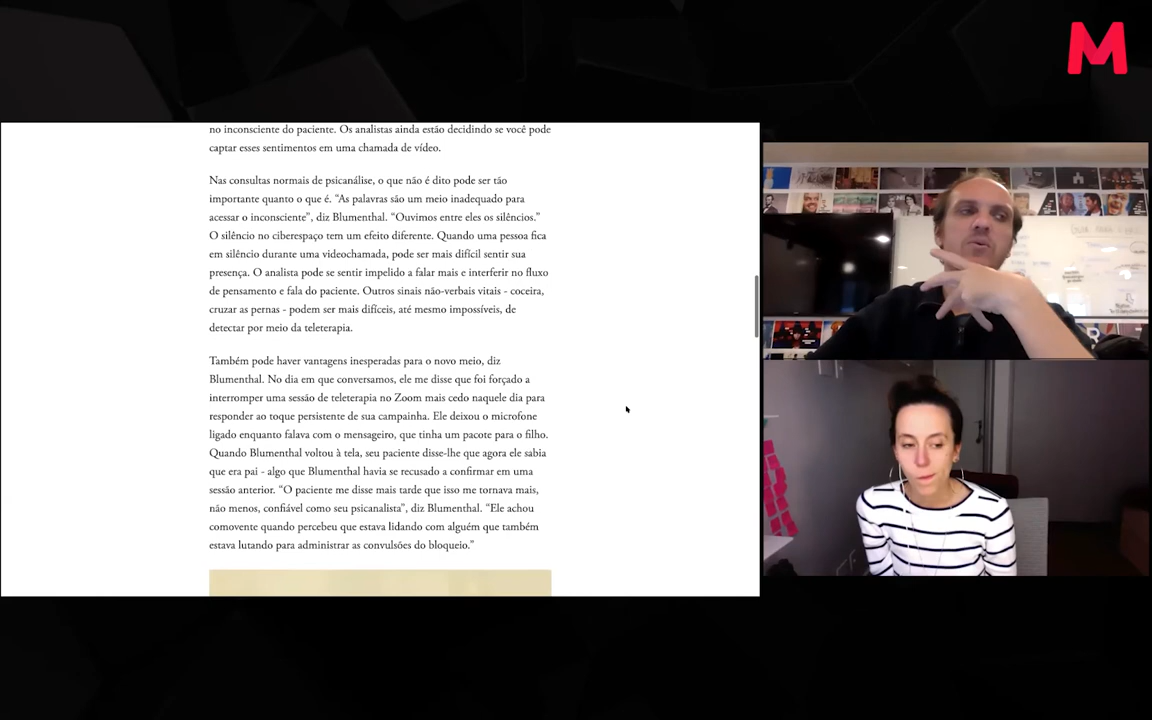 M
no inconsciente do paciente. Os analistas ainda estão decidindo se você pode
captar esses sentimentos em uma chamada de vídeo.
Nas consultas normais de psicanálise, o que não é dito pode ser tão
importante quanto o que é. “As palavras são um meio inadequado para
acessar o inconsciente”, diz Blumenthal. “Ouvimos entre eles os silêncios.”
O silêncio no ciberespaço tem um efeito diferente. Quando uma pessoa fica
em silêncio durante uma videochamada, pode ser mais difícil sentir sua
presença. O analista pode se sentir impelido a falar mais e interferir no fluxo
de pensamento e fala do paciente. Outros sinais não-verbais vitais - coceira,
cruzar as pernas - podem ser mais difíceis, até mesmo impossíveis, de
detectar por meio da teleterapia.
Também pode haver vantagens inesperadas para o novo meio, diz
Blumenthal. No dia em que conversamos, ele me disse que foi forçado a
interromper uma sessão de teleterapia no Zoom mais cedo naquele dia para
responder ao toque persistente de sua campainha. Ele deixou o microfone
ligado enquanto falava com o mensageiro, que tinha um pacote para o filho.
Quando Blumenthal voltou à tela, seu paciente disse-lhe que agora ele sabia
que era pai - algo que Blumenthal havia se recusado a confirmar em uma
sessão anterior. “O paciente me disse mais tarde que isso me tornava mais,
não menos, confiável como seu psicanalista”, diz Blumenthal. “Ele achou
comovente quando percebeu que estava lidando com alguém que também
estava lutando para administrar as convulsões do bloqueio.”